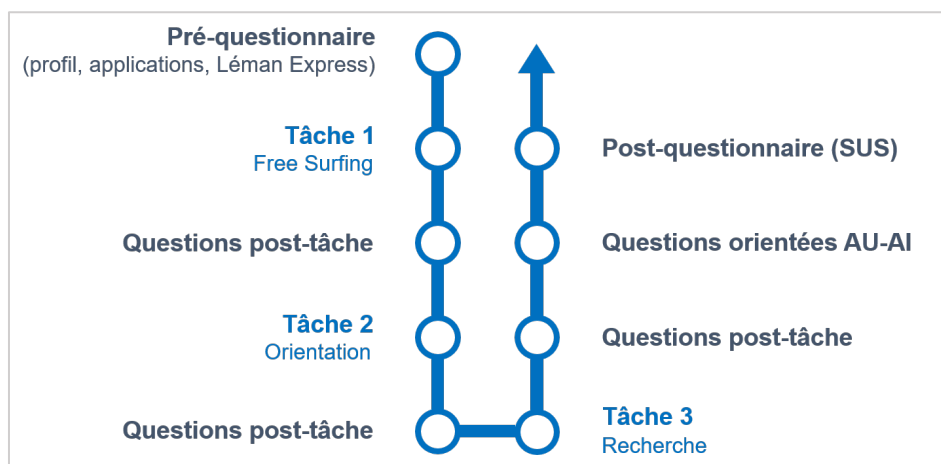 Pré-questionnaire
(profil, applications, Léman Express)
Tâche 1
Free Surfing
Questions post-tâche
Tâche 2
Orientation
Questions post-tâche
Tâche 3
Recherche
Questions post-tâche
Questions orientées AU-AI
Post-questionnaire (SUS)